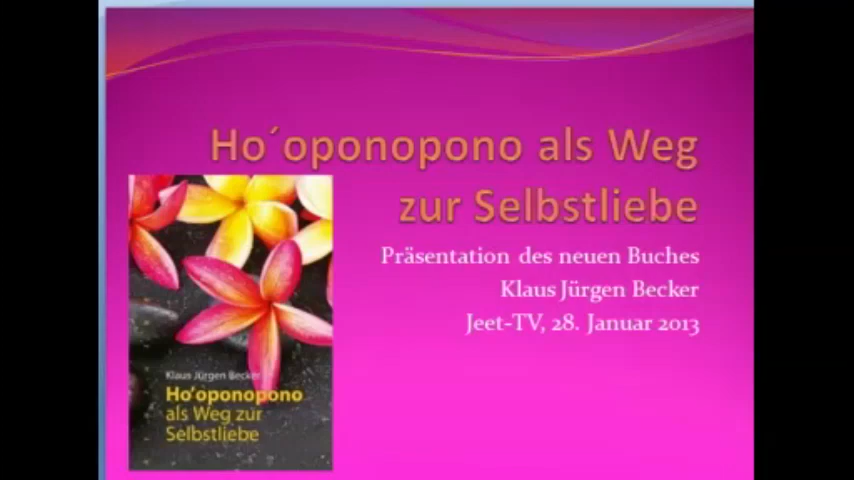 Ho´oponopono als Weg
zur Selbstliebe
Präsentation des neuen Buches
Klaus Jürgen Becker
Jeet-TV, 28. Januar 2013
Klaus Jürgen Becker
Ho'oponopono
als Weg zur
Selbstliebe